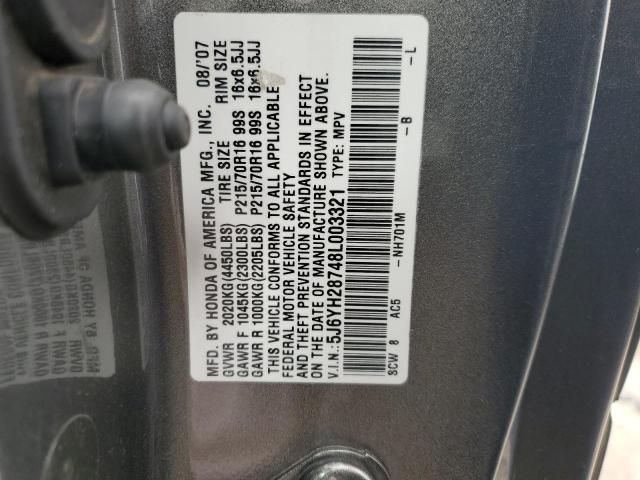 MFD. BY HONDA OF AMERICA MFG., INC. 08/'07
GVWR 2020KG(4450LBS) TIRE SIZE RIM SIZE
GAWR F 1045KG(2300LBS) P215/70R16 99S 16x6.5JJ
GAWR R 1000KG(2205LBS) P215/70R16 99S 16x6.5JJ
THIS VEHICLE CONFORMS TO ALL APPLICABLE
FEDERAL MOTOR VEHICLE SAFETY
AND THEFT PREVENTION STANDARDS IN EFFECT
ON THE DATE OF MANUFACTURE SHOWN ABOVE.
V.I.N.: 5J6YH28748L003321 TYPE: MPV
-NH701M -B -L
SCW 8 AC5